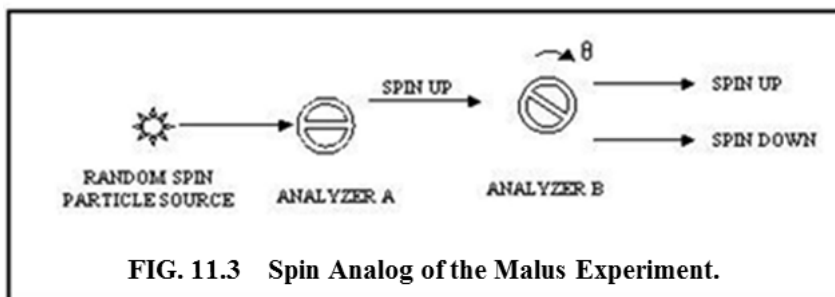 θ
SPIN UP
SPIN UP
SPIN DOWN
RANDOM SPIN
PARTICLE SOURCE
ANALYZER A
ANALYZER B
FIG. 11.3 Spin Analog of the Malus Experiment.